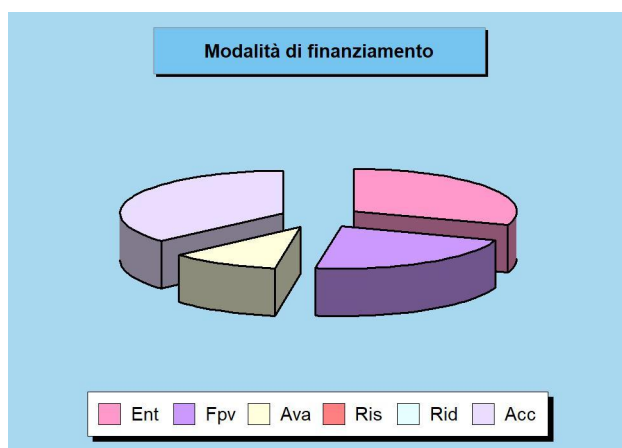 Modalità di finanziamento
Ent Fpv Ava Ris Rid Acc